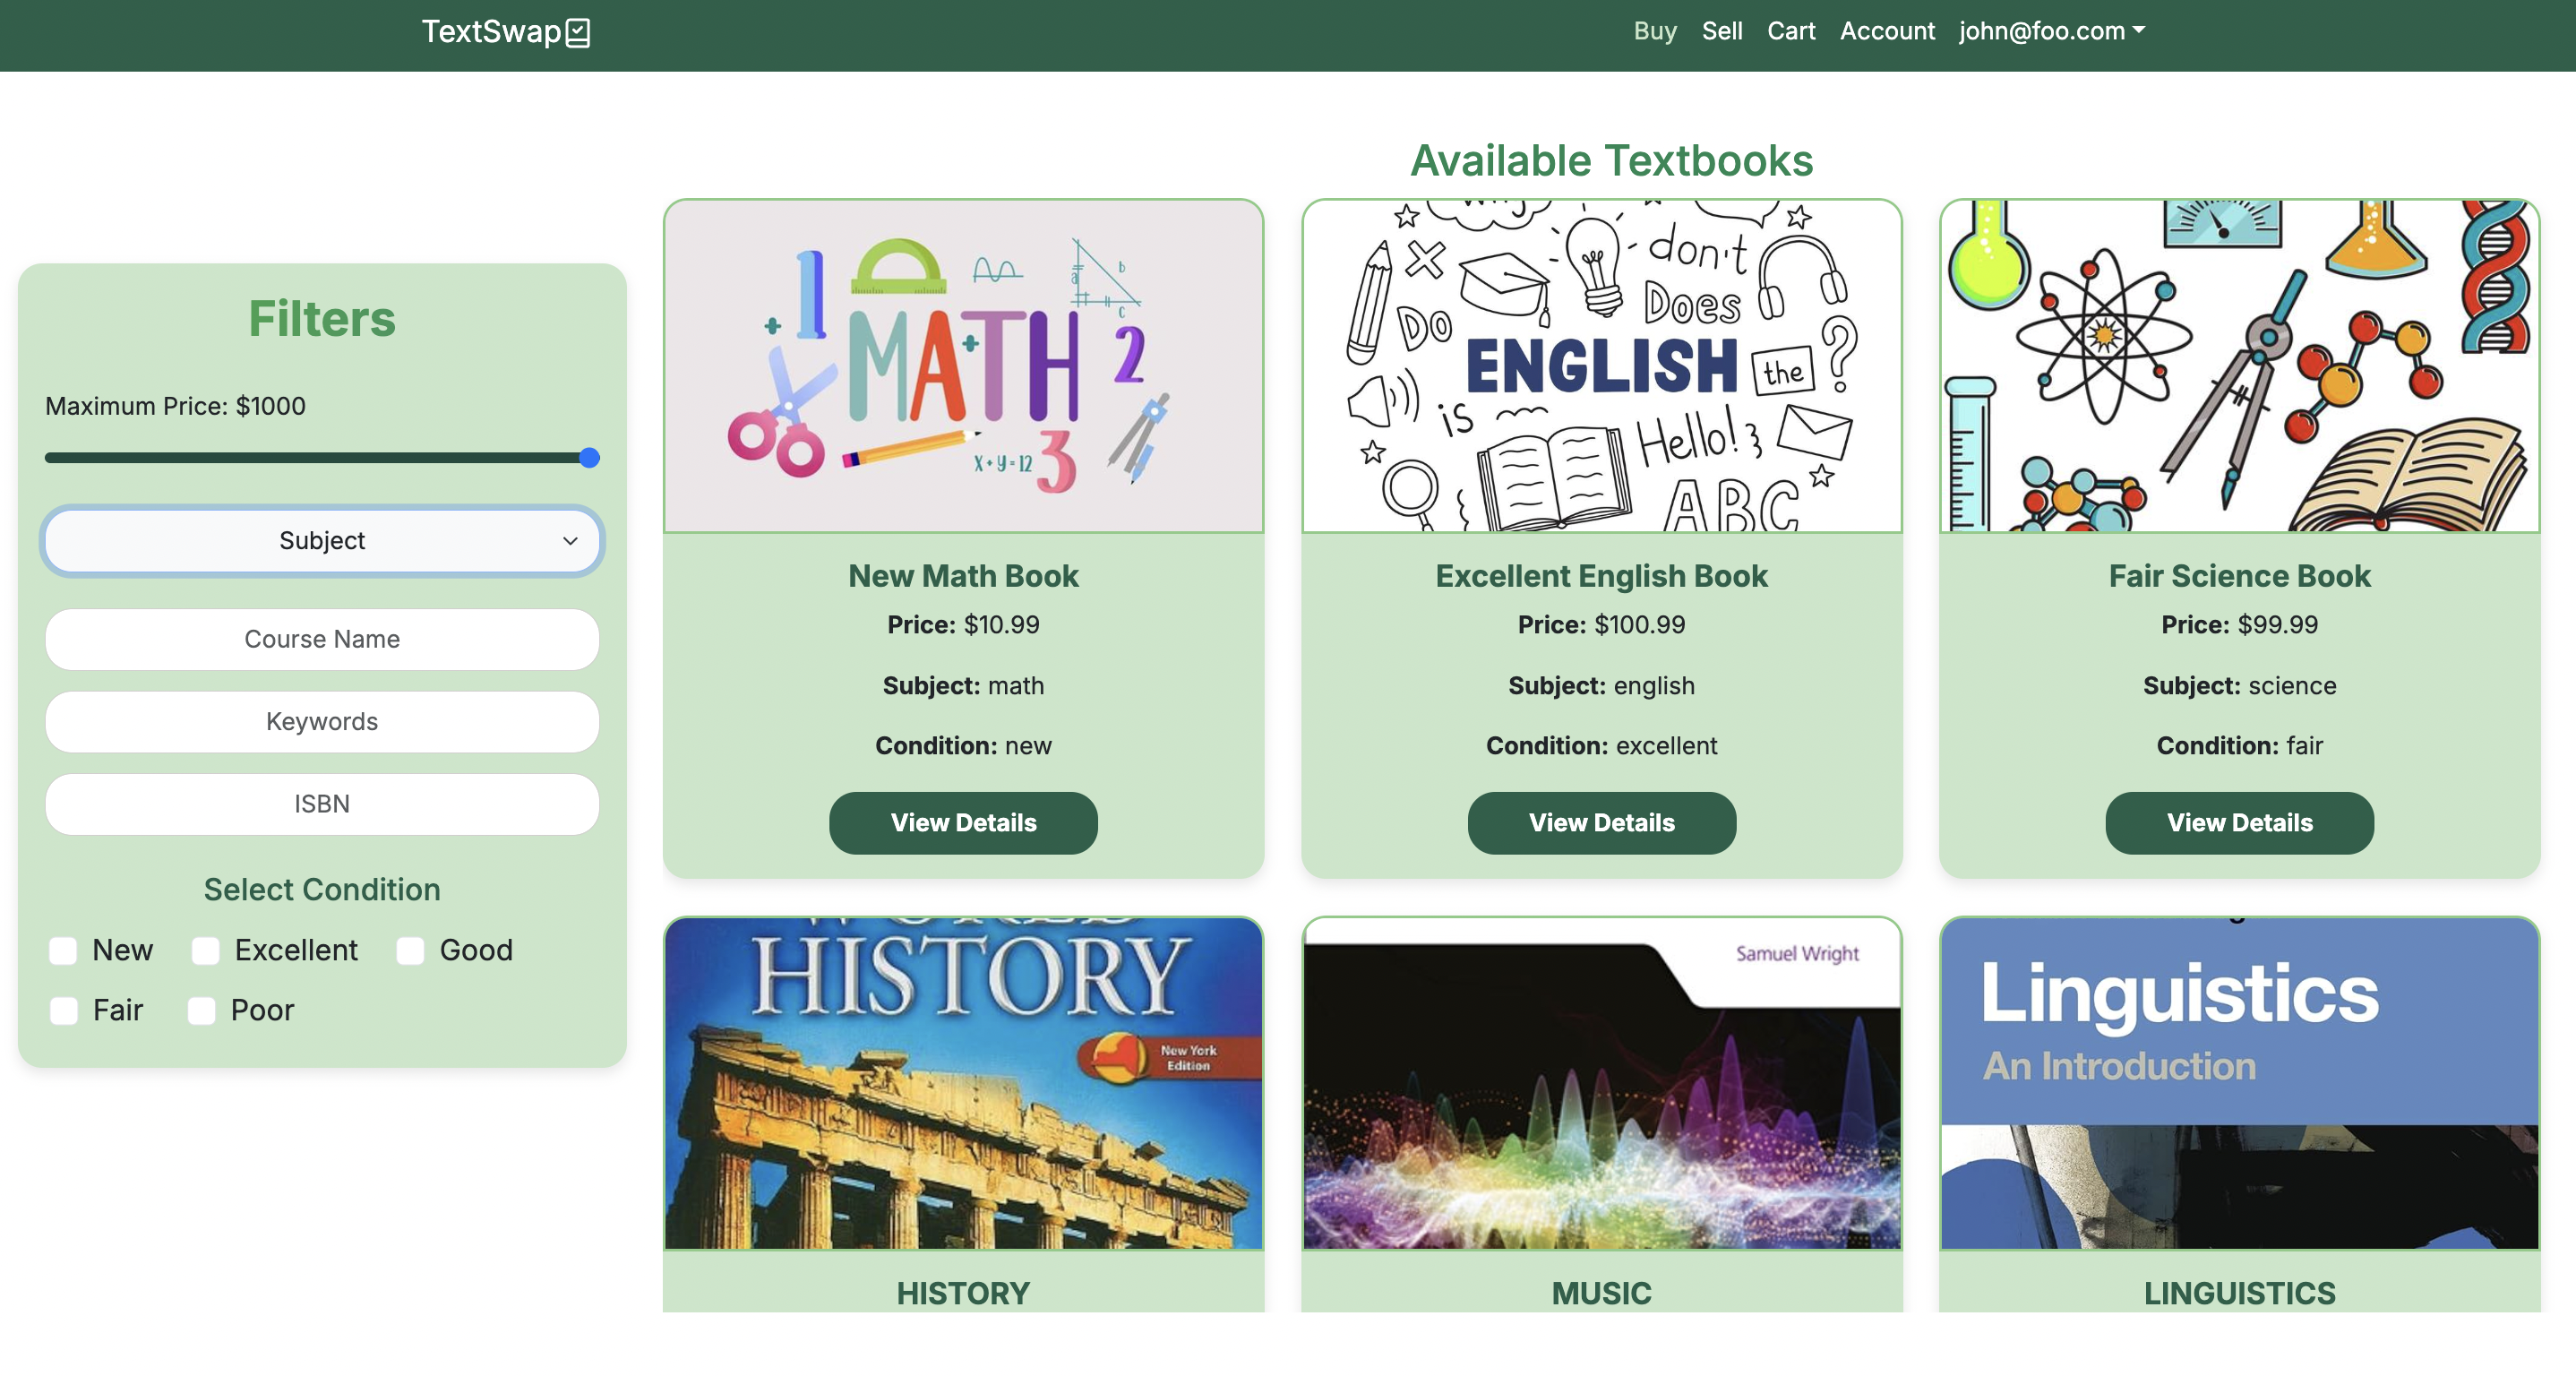 TextSwap
Buy Sell Cart Account john@foo.com
Available Textbooks
Filters
Maximum Price: $1000
Subject
Course Name
Keywords
ISBN
Select Condition
New Excellent Good
Fair Poor
1
a b
c
+
MATH
+
2
3
X + y = 12
New Math Book
Price: $10.99
Subject: math
Condition: new
View Details
don't
Does
Do
ENGLISH
the
?
is
Hello!
ABC
Excellent English Book
Price: $100.99
Subject: english
Condition: excellent
View Details
Fair Science Book
Price: $99.99
Subject: science
Condition: fair
View Details
WORLD
HISTORY
New York
Edition
HISTORY
Samuel Wright
MUSIC
Linguistics
An Introduction
LINGUISTICS